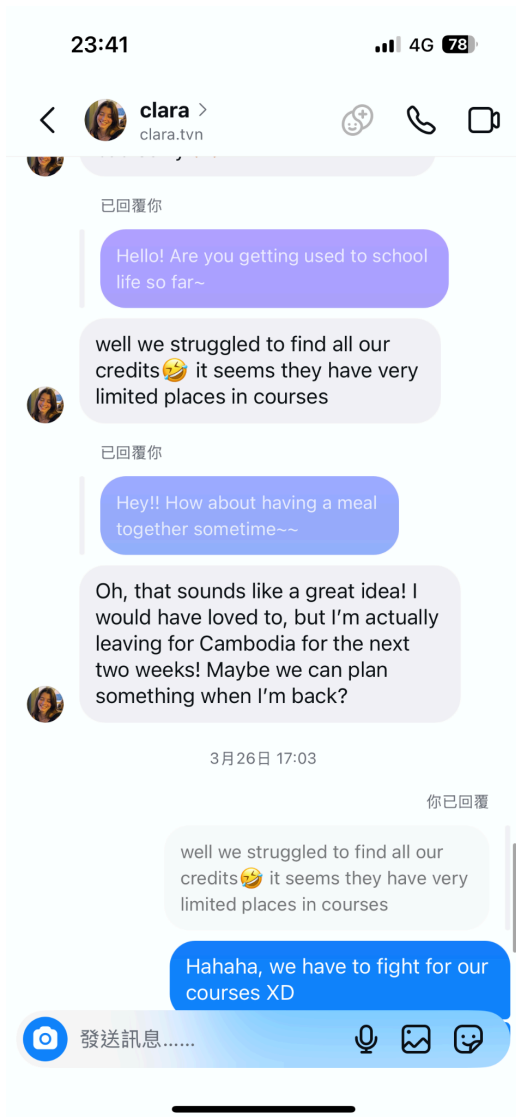 23:41
4G
78
clara
clara.tvn
已回覆你
Hello! Are you getting used to school
life so far~
well we struggled to find all our
credits🤣 it seems they have very
limited places in courses
已回覆你
Hey!! How about having a meal
together sometime~~
Oh, that sounds like a great idea! I
would have loved to, but I’m actually
leaving for Cambodia for the next
two weeks! Maybe we can plan
something when I’m back?
3月26日 17:03
你已回覆
well we struggled to find all our
credits🤣 it seems they have very
limited places in courses
Hahaha, we have to fight for our
courses XD
發送訊息......